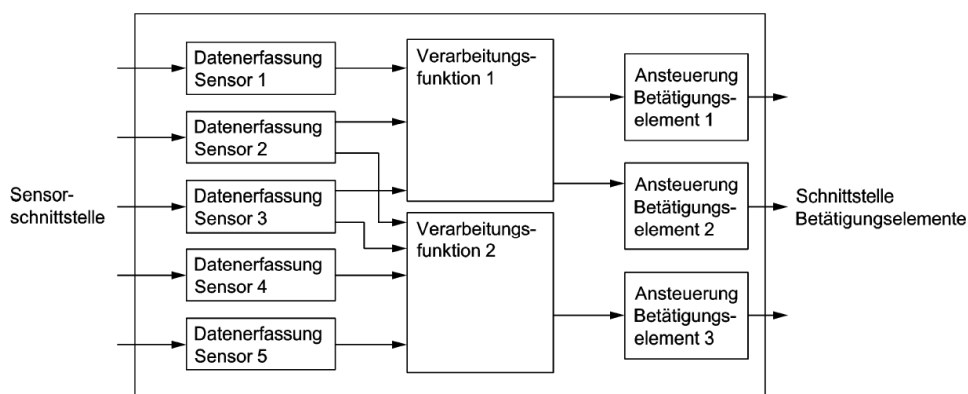 Sensor-
schnittstelle
Datenerfassung
Sensor 1
Datenerfassung
Sensor 2
Datenerfassung
Sensor 3
Datenerfassung
Sensor 4
Datenerfassung
Sensor 5
Verarbeitungs-
funktion 1
Verarbeitungs-
funktion 2
Ansteuerung
Betätigungs-
element 1
Ansteuerung
Betätigungs-
element 2
Ansteuerung
Betätigungs-
element 3
Schnittstelle
Betätigungselemente